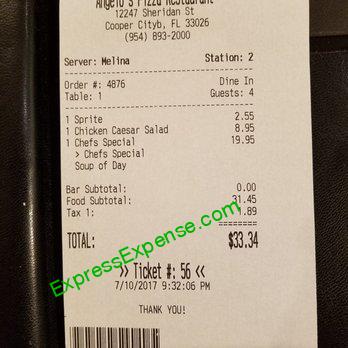 Angelo's Pizza Restaurant
12247 Sheridan St
Cooper Cityb, FL 33026
(954) 893-2000
Server: Melina Station: 2
Order #: 4876 Dine In
Table: 1 Guests: 4
1 Sprite 2.55
1 Chicken Caesar Salad 8.95
1 Chefs Special 19.95
> Chefs Special
Soup of Day
Bar Subtotal: 0.00
Food Subtotal: 31.45
Tax 1: 1.89
========
TOTAL: $33.34
ExpressExpense.com
>> Ticket #: 56 <<
7/10/2017 9:32:06 PM
THANK YOU!